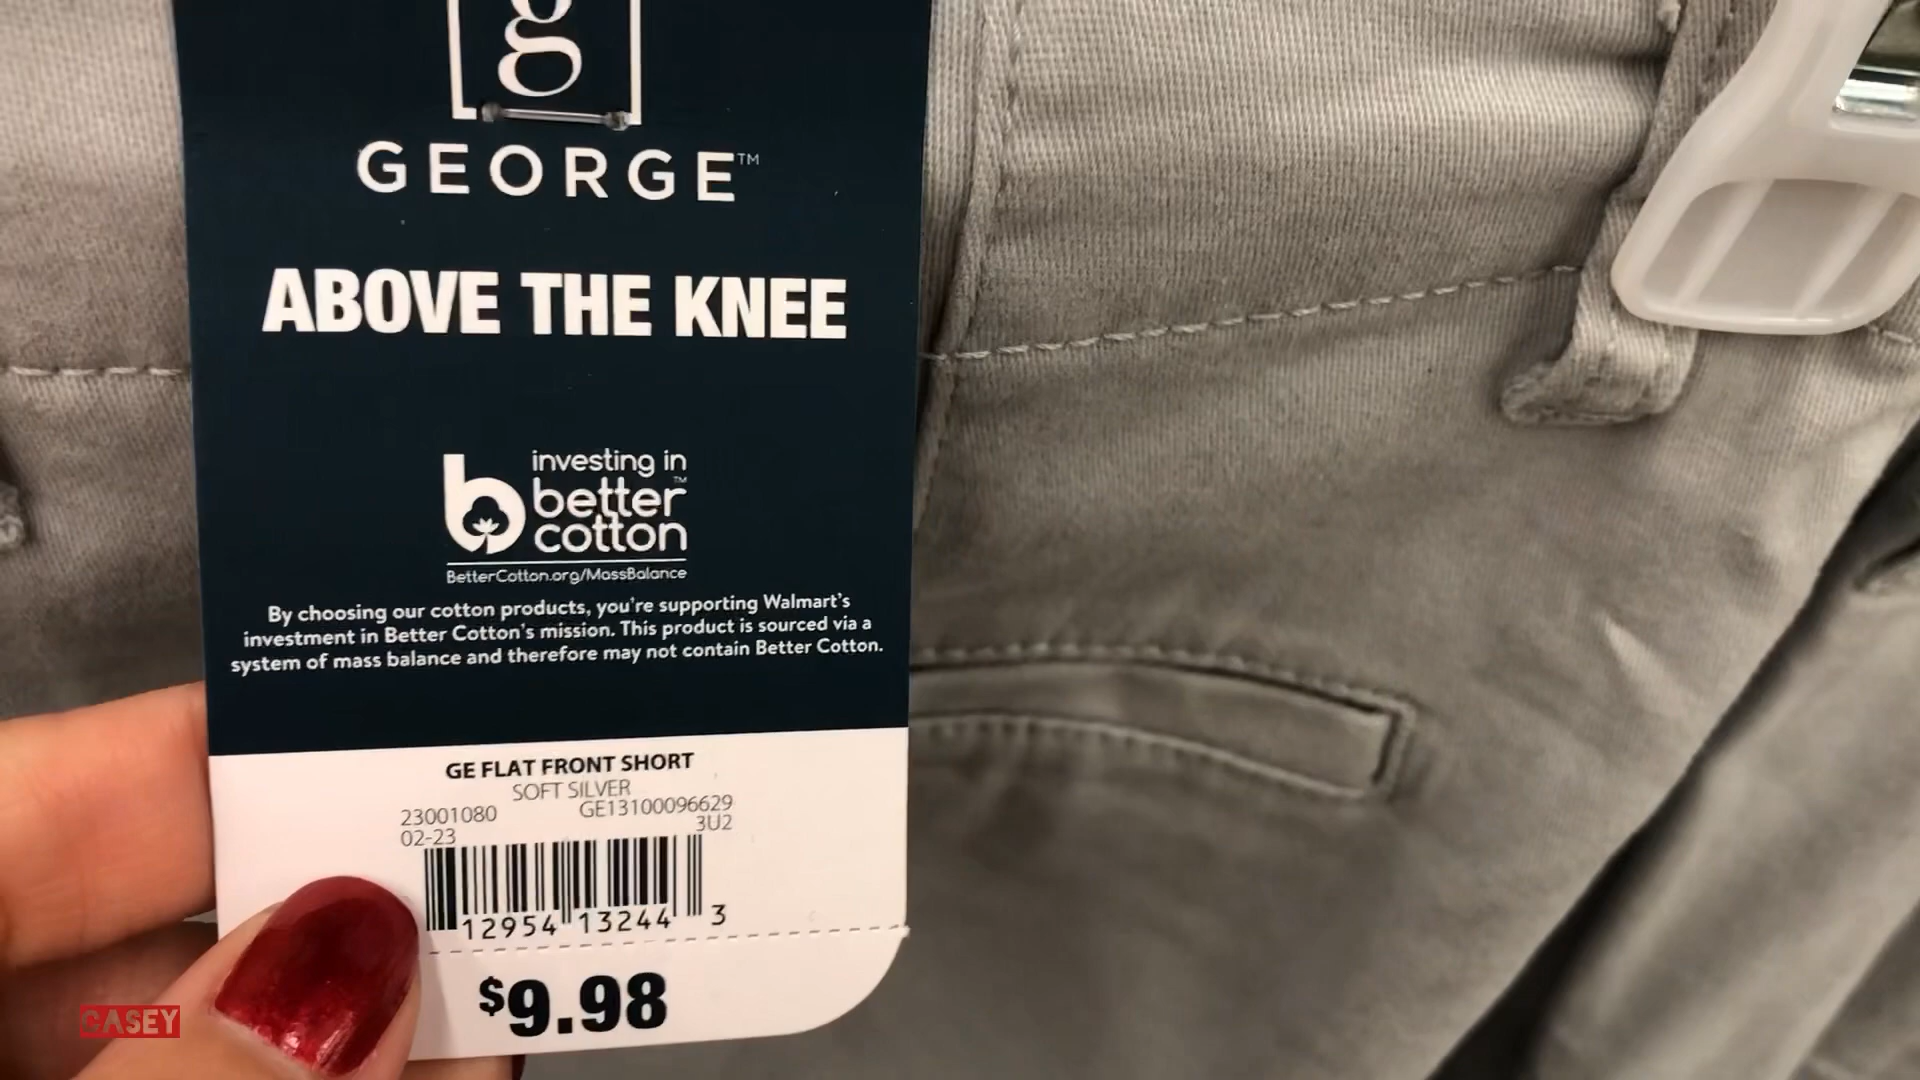 g
GEORGE™
ABOVE THE KNEE
b investing in
better™
cotton
BetterCotton.org/MassBalance
By choosing our cotton products, you're supporting Walmart's
investment in Better Cotton's mission. This product is sourced via a
system of mass balance and therefore may not contain Better Cotton.
GE FLAT FRONT SHORT
SOFT SILVER
23001080 GE13100096629
02-23 3U2
12954 13244 3
$9.98
CASEY